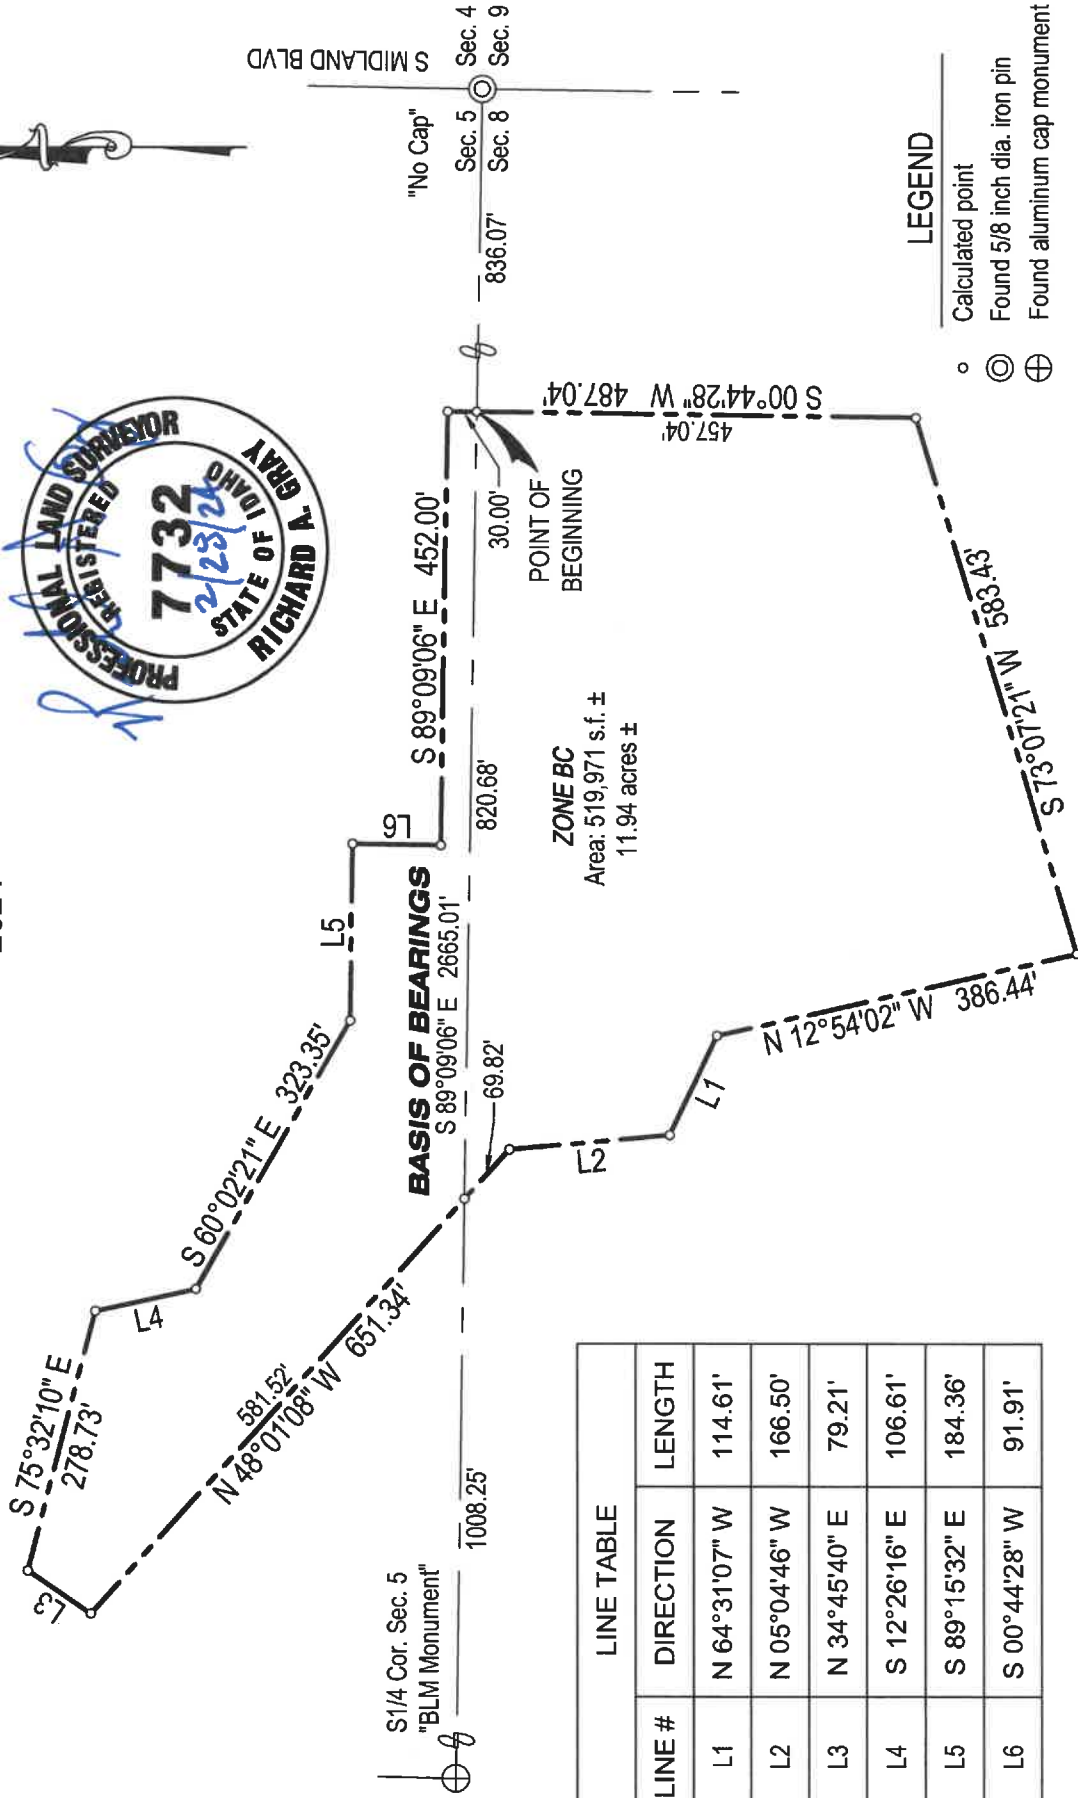 S MIDLAND BLVD
Sec. 4
Sec. 9
"No Cap"
Sec. 5
Sec. 8
836.07'
PROFESSIONAL LAND SURVEYOR
REGISTERED
7732
2/23/24
STATE OF IDAHO
RICHARD A. GRAY
S 75°32'10" E
278.73'
L3
L4
S 60°02'21" E 323.35'
L5
L6
S 89°09'06" E 452.00'
30.00'
POINT OF
BEGINNING
S 00°44'28" W 487.04'
457.04'
581.52'
N 48°01'08" W 651.34'
BASIS OF BEARINGS
S 89°09'06" E 2665.01'
820.68'
69.82'
1008.25'
S1/4 Cor. Sec. 5
"BLM Monument"
ZONE BC
Area: 519,971 s.f. ±
11.94 acres ±
L2
L1
N 12°54'02" W 386.44'
S 73°07'21" W 583.43'
LEGEND
Calculated point
Found 5/8 inch dia. iron pin
Found aluminum cap monument
LINE TABLE
LINE # DIRECTION LENGTH
L1 N 64°31'07" W 114.61'
L2 N 05°04'46" W 166.50'
L3 N 34°45'40" E 79.21'
L4 S 12°26'16" E 106.61'
L5 S 89°15'32" E 184.36'
L6 S 00°44'28" W 91.91'